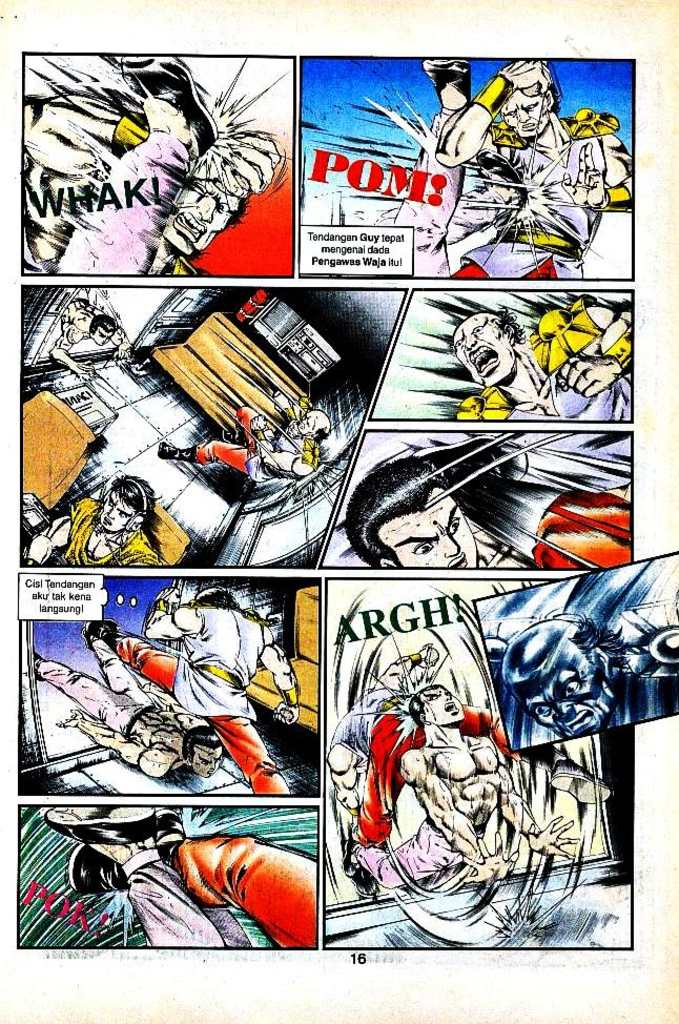 WHAK!
POM!
Tendangan Guy tepat
mengenai dada
Pengawas Waja itu!
Cis! Tendangan
aku tak kena
langsung!
ARGH!
POK!
16